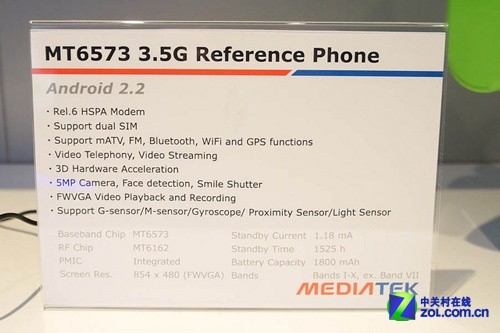 MT6573 3.5G Reference Phone
Android 2.2
· Rel.6 HSPA Modem
· Support dual SIM
· Support mATV, FM, Bluetooth, WiFi and GPS functions
· Video Telephony, Video Streaming
· 3D Hardware Acceleration
· 5MP Camera, Face detection, Smile Shutter
· FWVGA Video Playback and Recording
· Support G-sensor/M-sensor/Gyroscope/ Proximity Sensor/Light Sensor
Baseband Chip MT6573 Standby Current 1.18 mA
RF Chip MT6162 Standby Time 1525 h
PMIC Integrated Battery Capacity 1800 mAh
Screen Res. 854 x 480 (FWVGA) Bands Bands I-X, ex. Band VII
MEDIATEK
Z 中关村在线
zol.com.cn